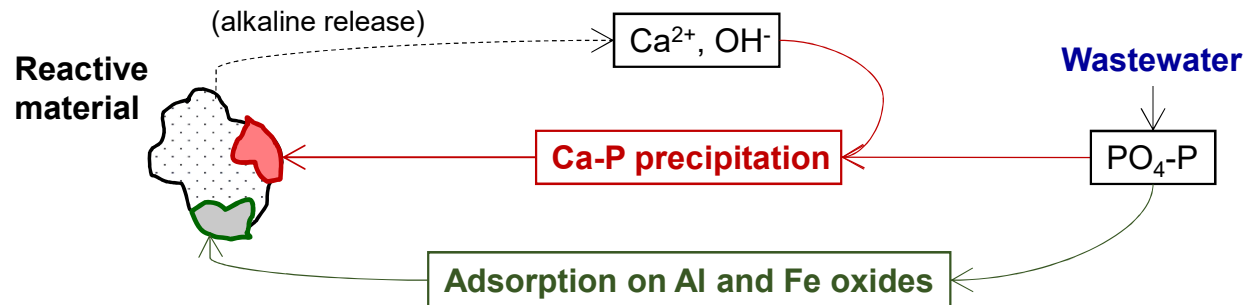 (alkaline release)
Ca²⁺, OH⁻
Reactive
material
Wastewater
Ca-P precipitation
PO₄-P
Adsorption on Al and Fe oxides